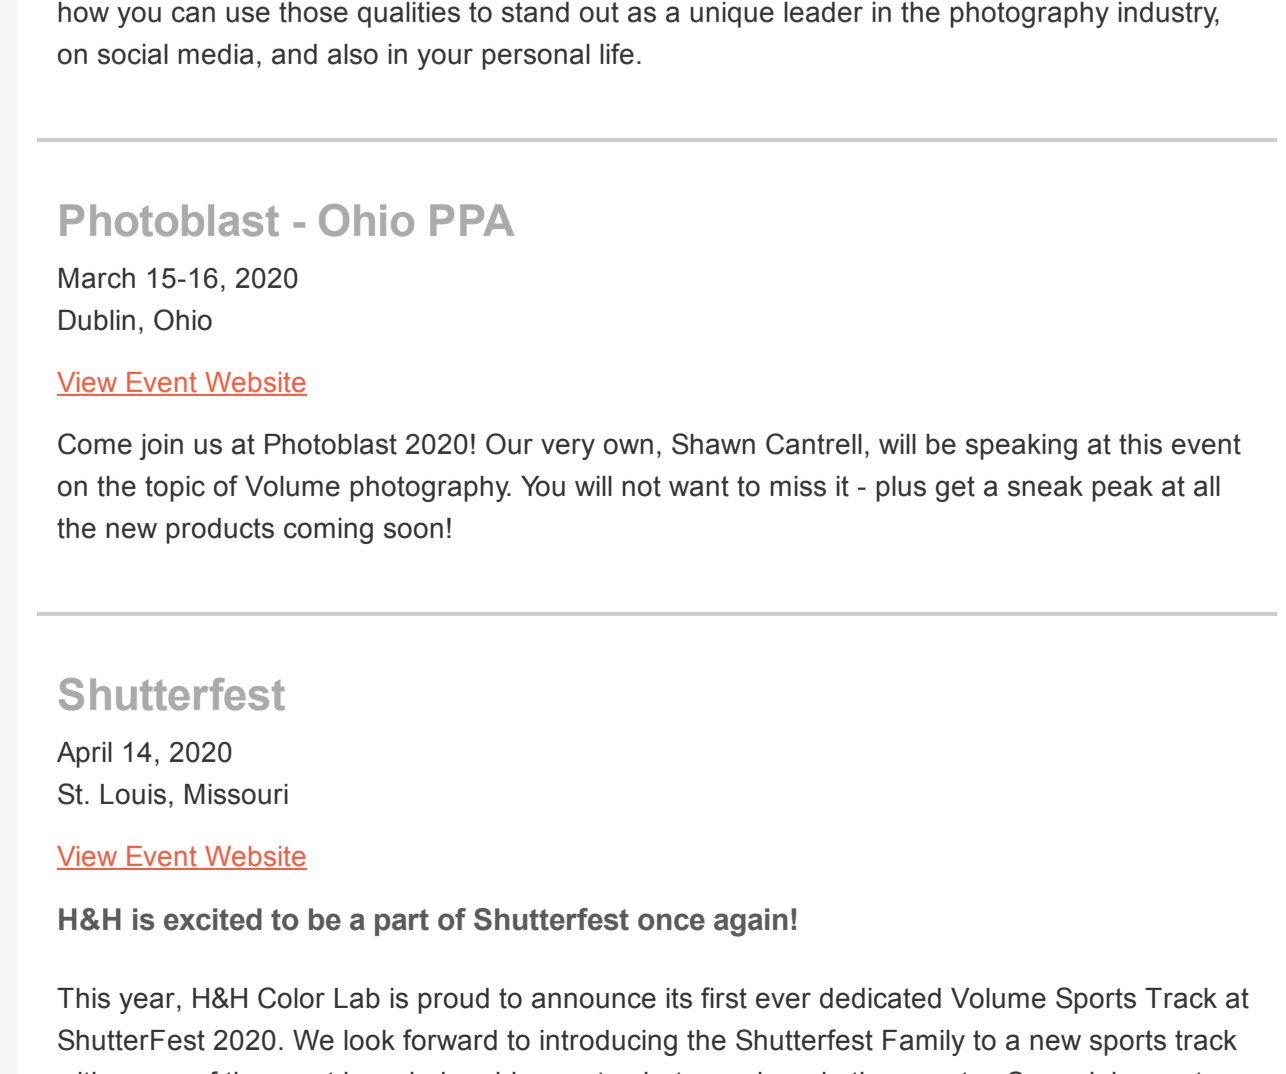 how you can use those qualities to stand out as a unique leader in the photography industry,
on social media, and also in your personal life.
Photoblast - Ohio PPA
March 15-16, 2020
Dublin, Ohio
View Event Website
Come join us at Photoblast 2020! Our very own, Shawn Cantrell, will be speaking at this event
on the topic of Volume photography. You will not want to miss it - plus get a sneak peak at all
the new products coming soon!
Shutterfest
April 14, 2020
St. Louis, Missouri
View Event Website
H&H is excited to be a part of Shutterfest once again!
This year, H&H Color Lab is proud to announce its first ever dedicated Volume Sports Track at
ShutterFest 2020. We look forward to introducing the Shutterfest Family to a new sports track